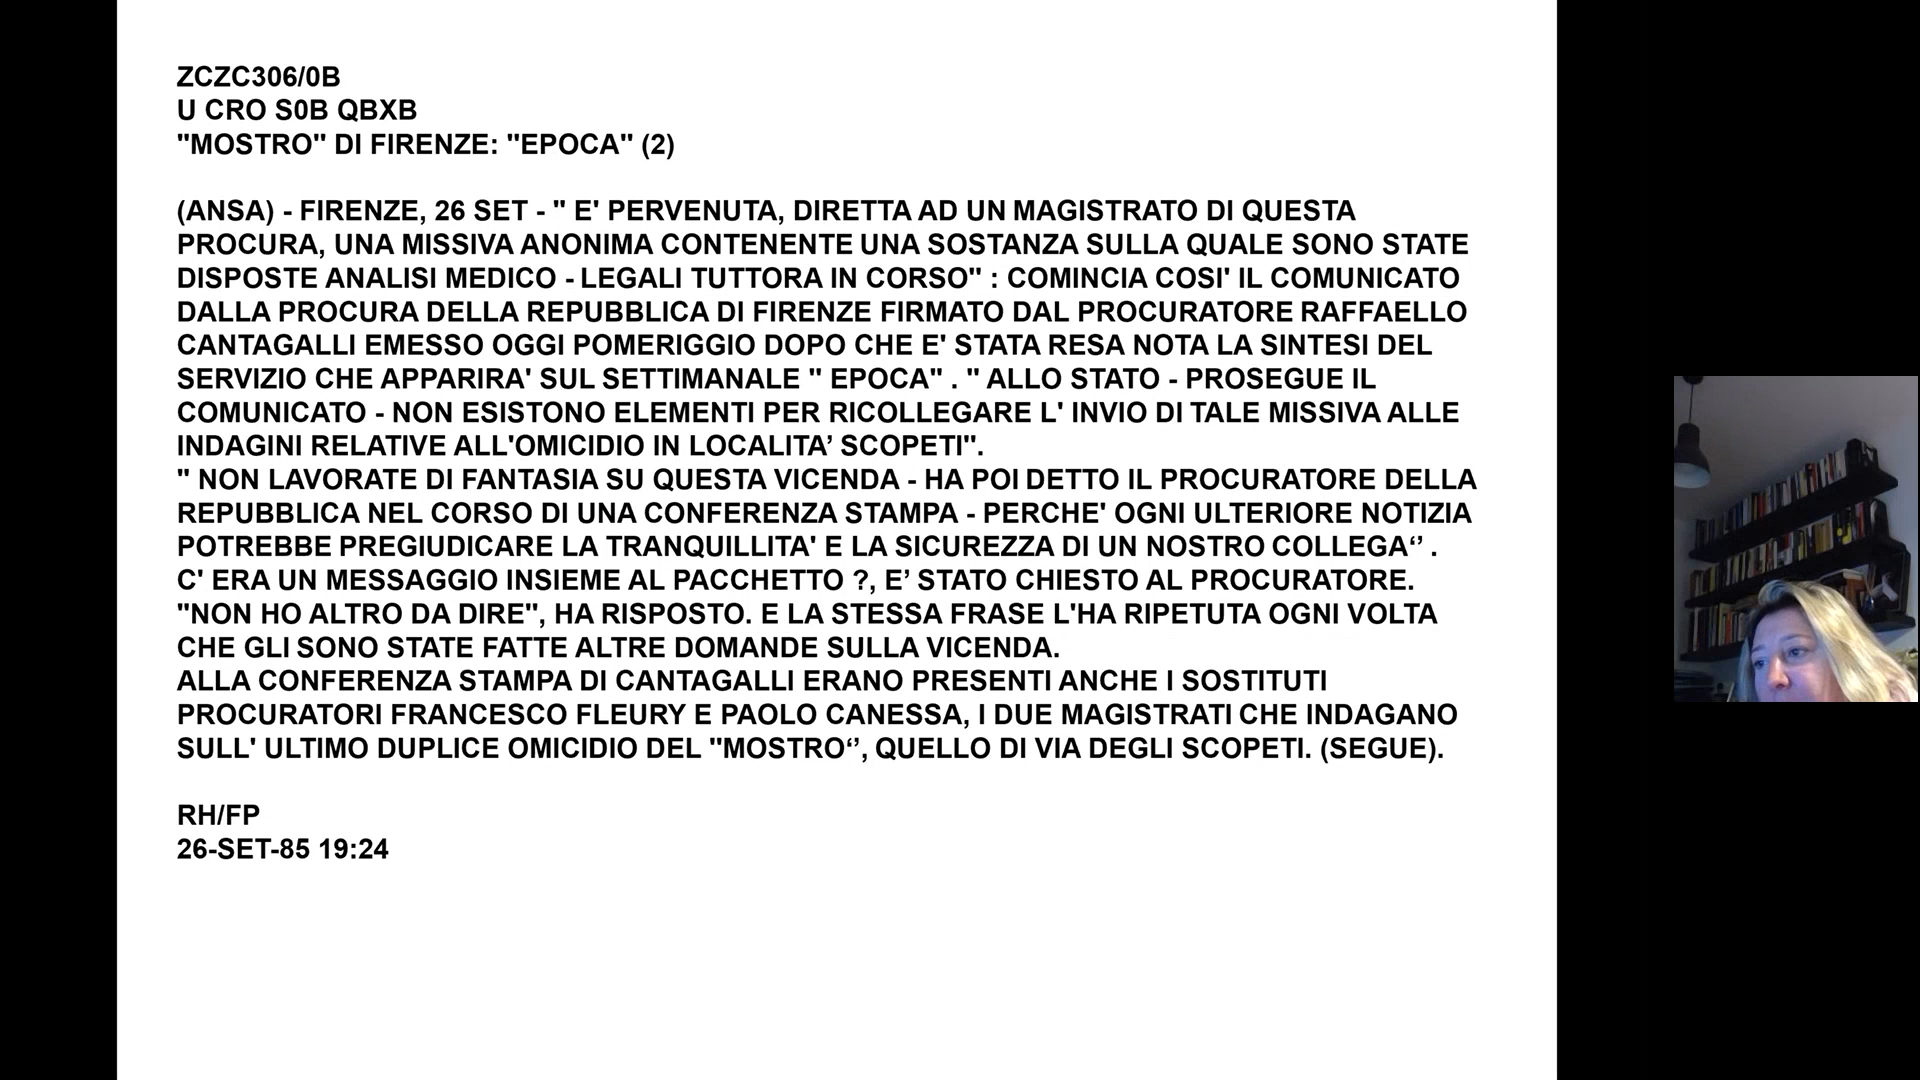 ZCZC306/0B
U CRO S0B QBXB
"MOSTRO" DI FIRENZE: "EPOCA" (2)
(ANSA) - FIRENZE, 26 SET - " E' PERVENUTA, DIRETTA AD UN MAGISTRATO DI QUESTA
PROCURA, UNA MISSIVA ANONIMA CONTENENTE UNA SOSTANZA SULLA QUALE SONO STATE
DISPOSTE ANALISI MEDICO - LEGALI TUTTORA IN CORSO" : COMINCIA COSI' IL COMUNICATO
DALLA PROCURA DELLA REPUBBLICA DI FIRENZE FIRMATO DAL PROCURATORE RAFFAELLO
CANTAGALLI EMESSO OGGI POMERIGGIO DOPO CHE E' STATA RESA NOTA LA SINTESI DEL
SERVIZIO CHE APPARIRA' SUL SETTIMANALE " EPOCA" . " ALLO STATO - PROSEGUE IL
COMUNICATO - NON ESISTONO ELEMENTI PER RICOLLEGARE L' INVIO DI TALE MISSIVA ALLE
INDAGINI RELATIVE ALL'OMICIDIO IN LOCALITA’ SCOPETI".
" NON LAVORATE DI FANTASIA SU QUESTA VICENDA - HA POI DETTO IL PROCURATORE DELLA
REPUBBLICA NEL CORSO DI UNA CONFERENZA STAMPA - PERCHE' OGNI ULTERIORE NOTIZIA
POTREBBE PREGIUDICARE LA TRANQUILLITA' E LA SICUREZZA DI UN NOSTRO COLLEGA‘’ .
C' ERA UN MESSAGGIO INSIEME AL PACCHETTO ?, E’ STATO CHIESTO AL PROCURATORE.
"NON HO ALTRO DA DIRE", HA RISPOSTO. E LA STESSA FRASE L'HA RIPETUTA OGNI VOLTA
CHE GLI SONO STATE FATTE ALTRE DOMANDE SULLA VICENDA.
ALLA CONFERENZA STAMPA DI CANTAGALLI ERANO PRESENTI ANCHE I SOSTITUTI
PROCURATORI FRANCESCO FLEURY E PAOLO CANESSA, I DUE MAGISTRATI CHE INDAGANO
SULL' ULTIMO DUPLICE OMICIDIO DEL "MOSTRO‘’, QUELLO DI VIA DEGLI SCOPETI. (SEGUE).
RH/FP
26-SET-85 19:24